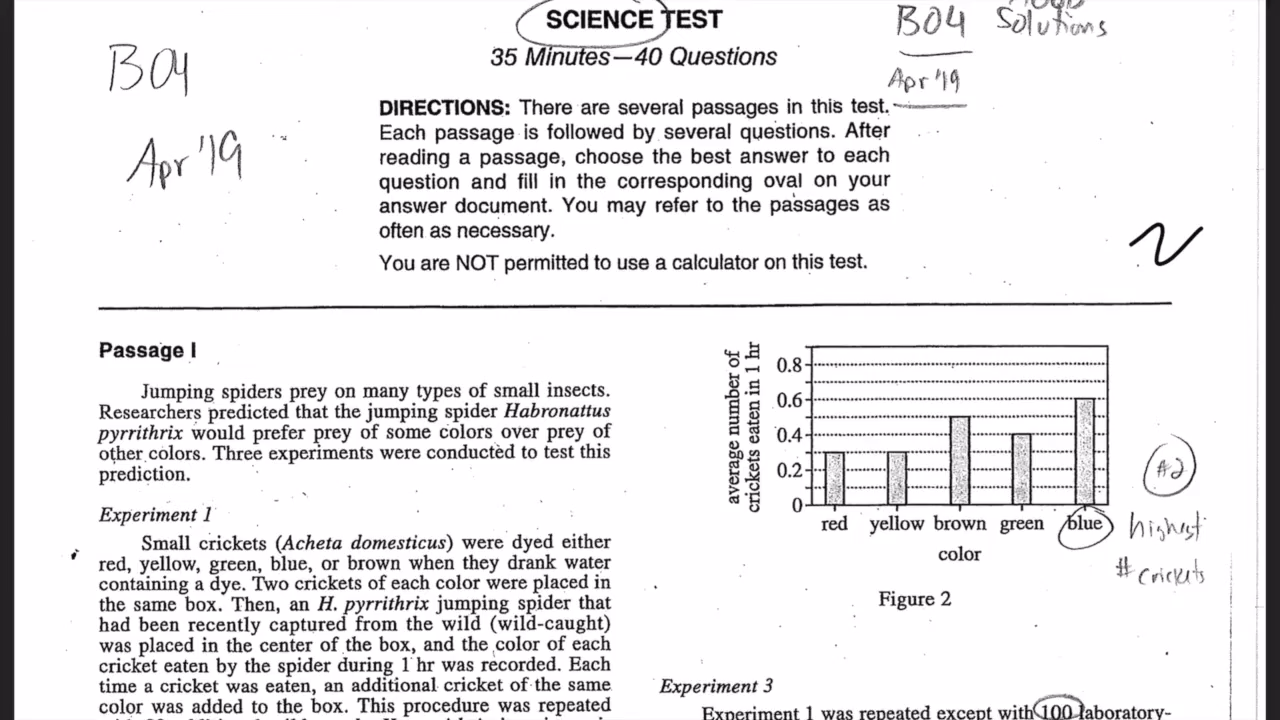 SCIENCE TEST
35 Minutes—40 Questions
B04
Apr '19
B04 Solutions
Apr '19
DIRECTIONS: There are several passages in this test.
Each passage is followed by several questions. After
reading a passage, choose the best answer to each
question and fill in the corresponding oval on your
answer document. You may refer to the passages as
often as necessary.
You are NOT permitted to use a calculator on this test.
Passage I
Jumping spiders prey on many types of small insects.
Researchers predicted that the jumping spider Habronattus
pyrrithrix would prefer prey of some colors over prey of
other colors. Three experiments were conducted to test this
prediction.
Experiment 1
Small crickets (Acheta domesticus) were dyed either
red, yellow, green, blue, or brown when they drank water
containing a dye. Two crickets of each color were placed in
the same box. Then, an H. pyrrithrix jumping spider that
had been recently captured from the wild (wild-caught)
was placed in the center of the box, and the color of each
cricket eaten by the spider during 1 hr was recorded. Each
time a cricket was eaten, an additional cricket of the same
color was added to the box. This procedure was repeated
average number of
crickets eaten in 1 hr
0.8
0.6
0.4
0.2
0
red yellow brown green blue
color
Figure 2
#2
highest
# crickets
Experiment 3
Experiment 1 was repeated except with 100 laboratory-